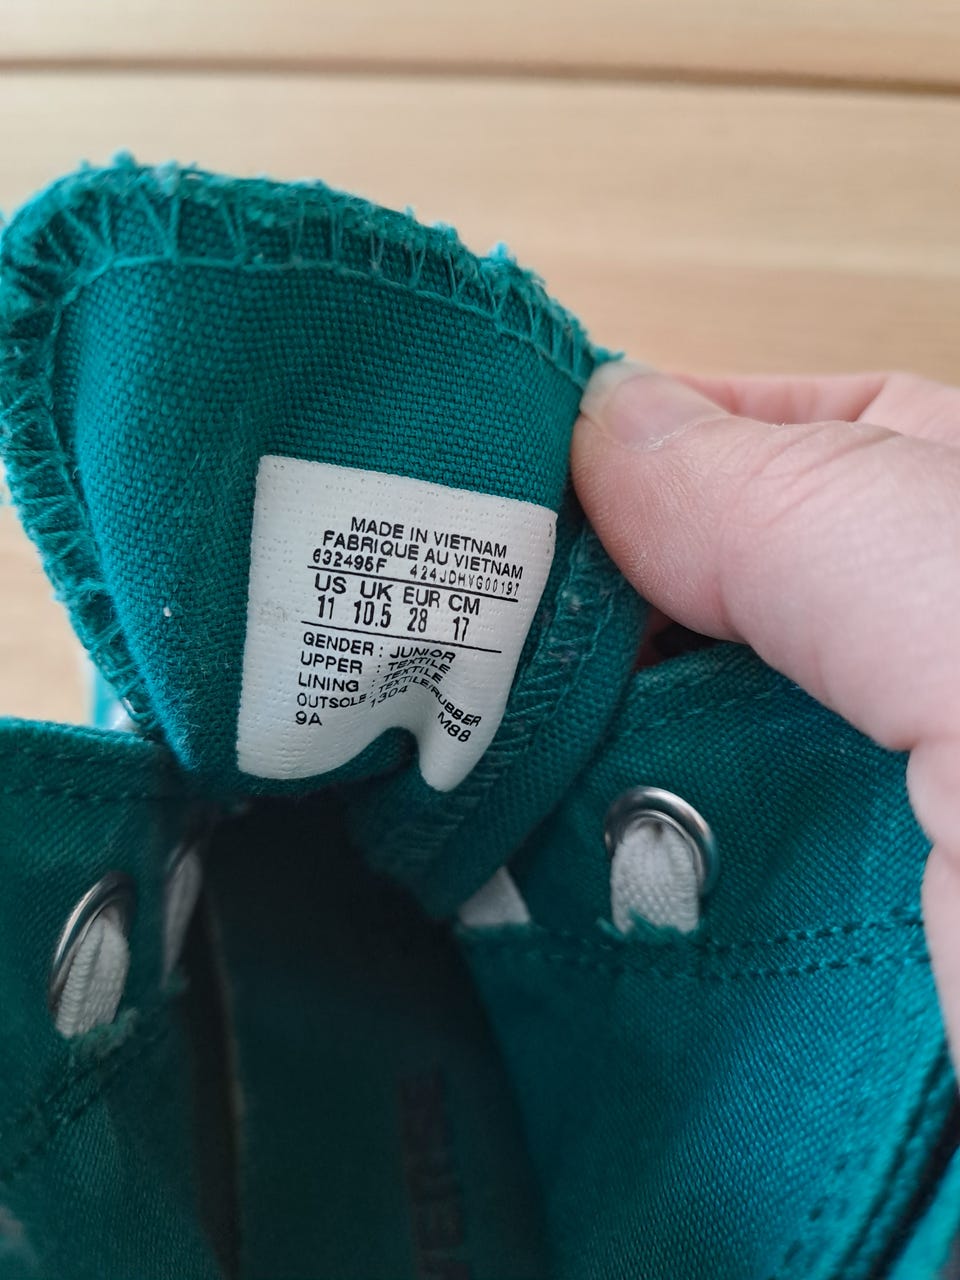 MADE IN VIETNAM
FABRIQUE AU VIETNAM
632495F 424JDHVG00197
US UK EUR CM
11 10.5 28 17
GENDER : JUNIOR
UPPER : TEXTILE
LINING : TEXTILE
OUTSOLE : TEXTILE/RUBBER
9A 1304 M88